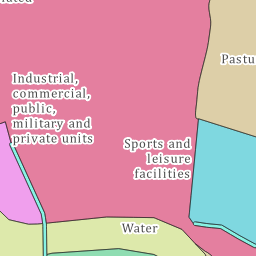 Industrial,
commercial,
public,
military and
private units
Sports and
leisure
facilities
Water